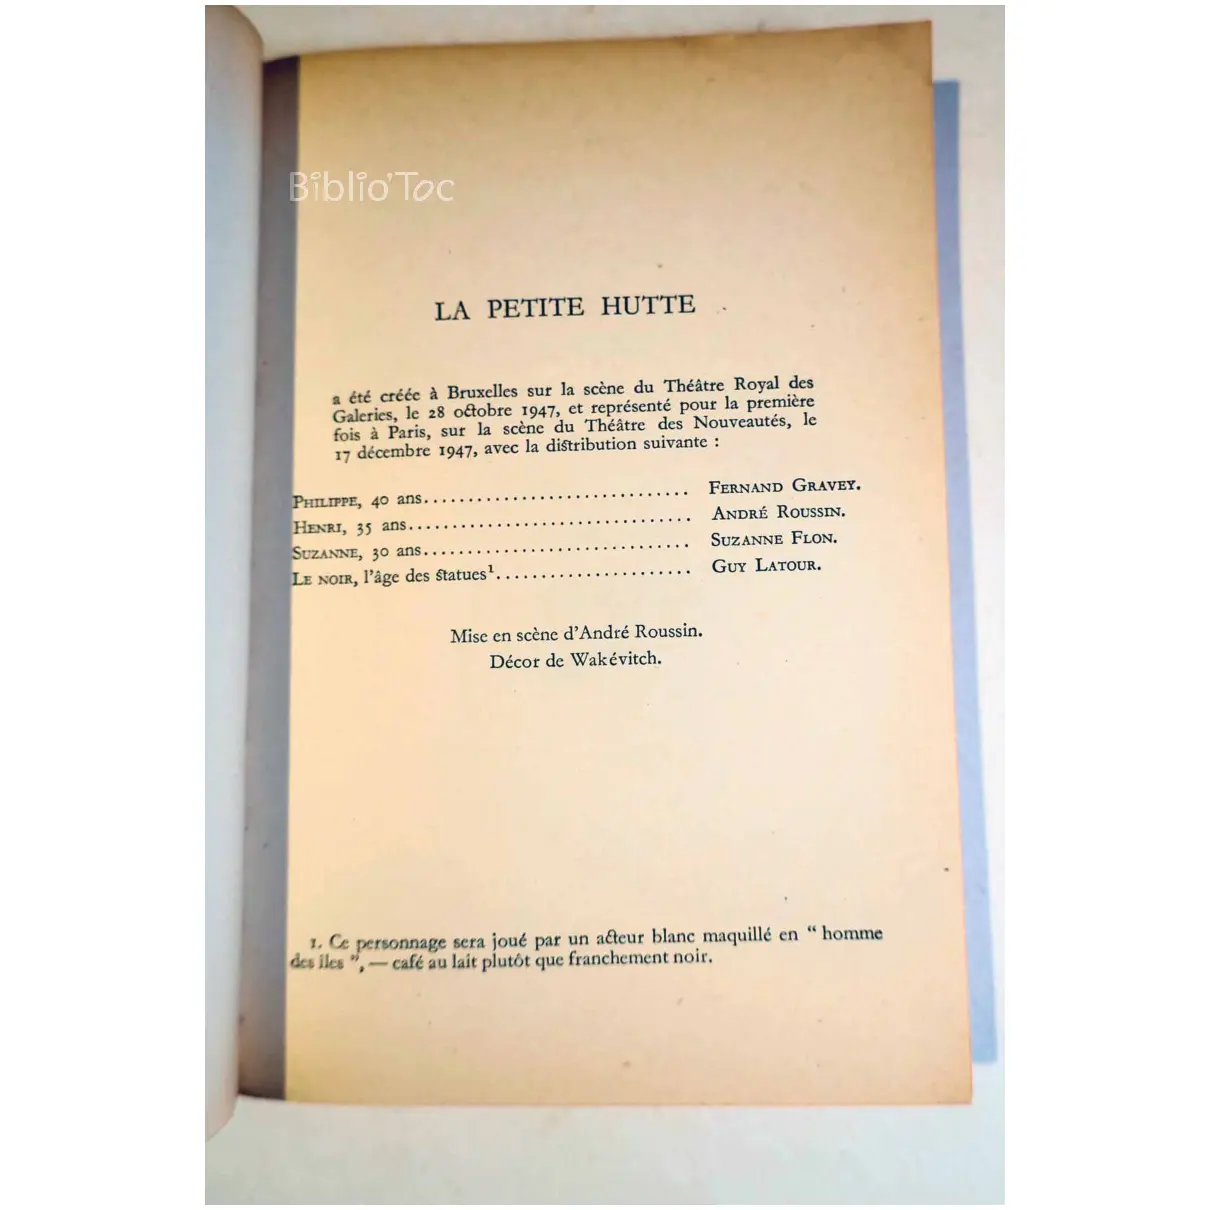 Biblio'Toc
LA PETITE HUTTE
a été créée à Bruxelles sur la scène du Théâtre Royal des
Galeries, le 28 octobre 1947, et représenté pour la première
fois à Paris, sur la scène du Théâtre des Nouveautés, le
17 décembre 1947, avec la distribution suivante :
PHILIPPE, 40 ans.............................. FERNAND GRAVEY.
HENRI, 35 ans................................ ANDRÉ ROUSSIN.
SUZANNE, 30 ans.............................. SUZANNE FLON.
LE NOIR, l'âge des statues¹...................... GUY LATOUR.
Mise en scène d'André Roussin.
Décor de Wakévitch.
1. Ce personnage sera joué par un acteur blanc maquillé en “ homme
des îles ”, — café au lait plutôt que franchement noir.